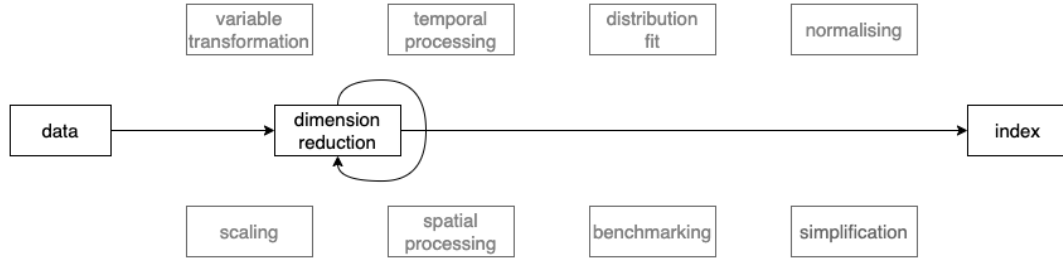 variable
transformation
temporal
processing
distribution
fit
normalising
data
dimension
reduction
index
scaling
spatial
processing
benchmarking
simplification